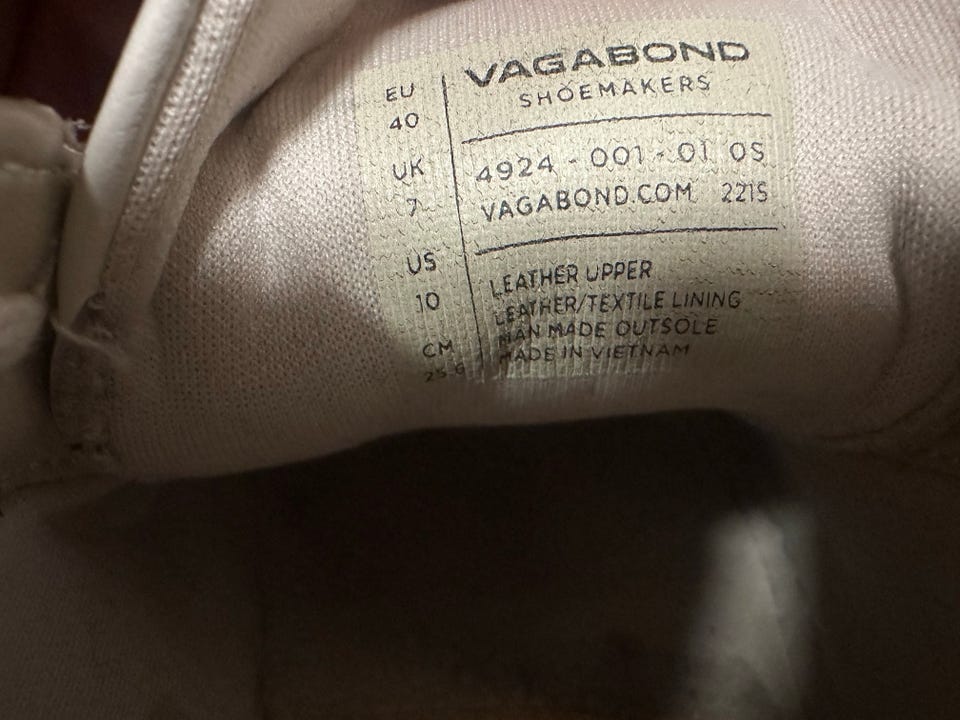 EU
40
UK
7
US
10
CM
VAGABOND
SHOEMAKERS
4924 - 001 - 01 OS
VAGABOND.COM 221S
LEATHER UPPER
LEATHER/TEXTILE LINING
MAN MADE OUTSOLE
MADE IN VIETNAM